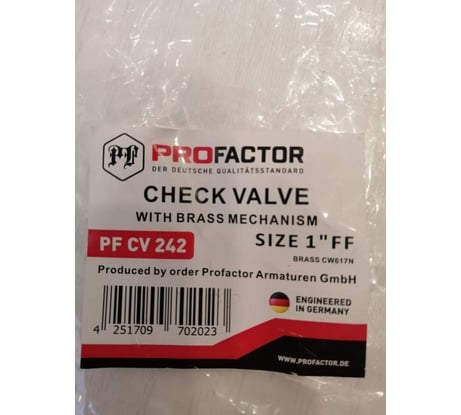 PF PROFACTOR
DER DEUTSCHE QUALITÄTSSTANDARD
CHECK VALVE
WITH BRASS MECHANISM
PF CV 242 SIZE 1"FF
BRASS CW617N
Produced by order Profactor Armaturen GmbH
ENGINEERED
IN GERMANY
4 251709 702023
WWW.PROFACTOR.DE